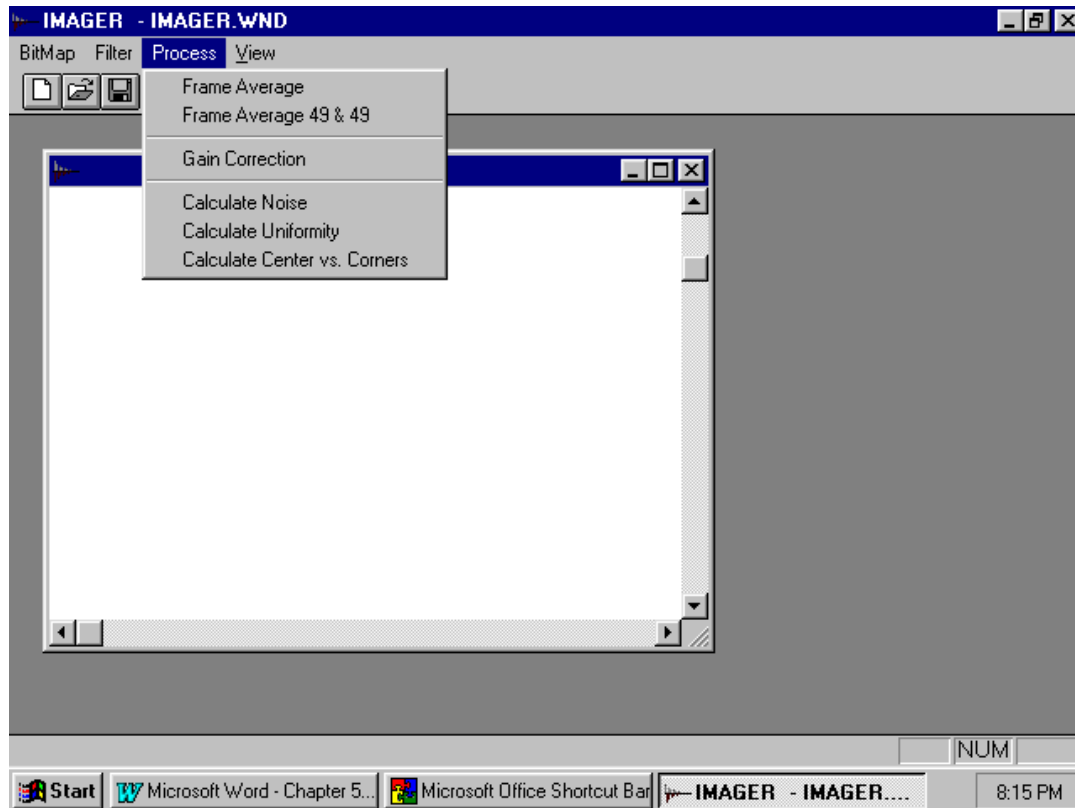 IMAGER - IMAGER.WND
BitMap Filter Process View
Frame Average
Frame Average 49 & 49
Gain Correction
Calculate Noise
Calculate Uniformity
Calculate Center vs. Corners
NUM
Start Microsoft Word - Chapter 5... Microsoft Office Shortcut Bar IMAGER - IMAGER.... 8:15 PM